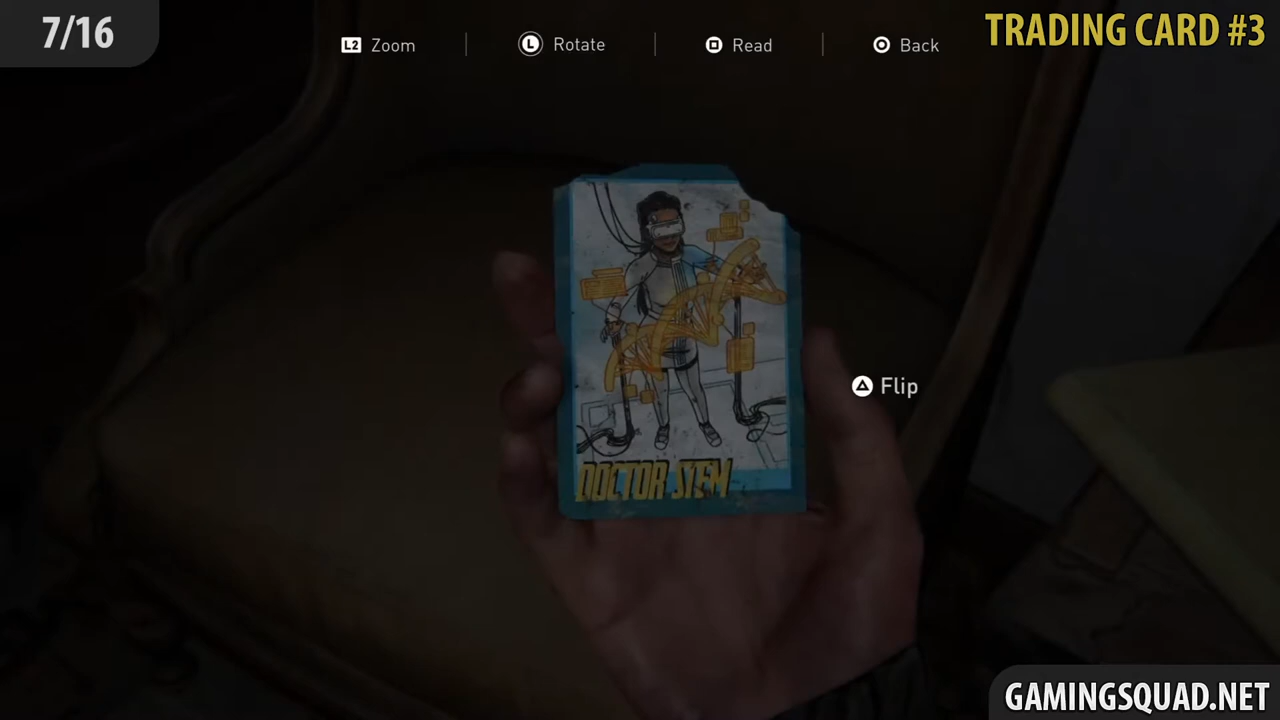 7/16
L2 Zoom
L Rotate
Read
Back
TRADING CARD #3
Flip
DOCTOR STEM
GAMINGSQUAD.NET